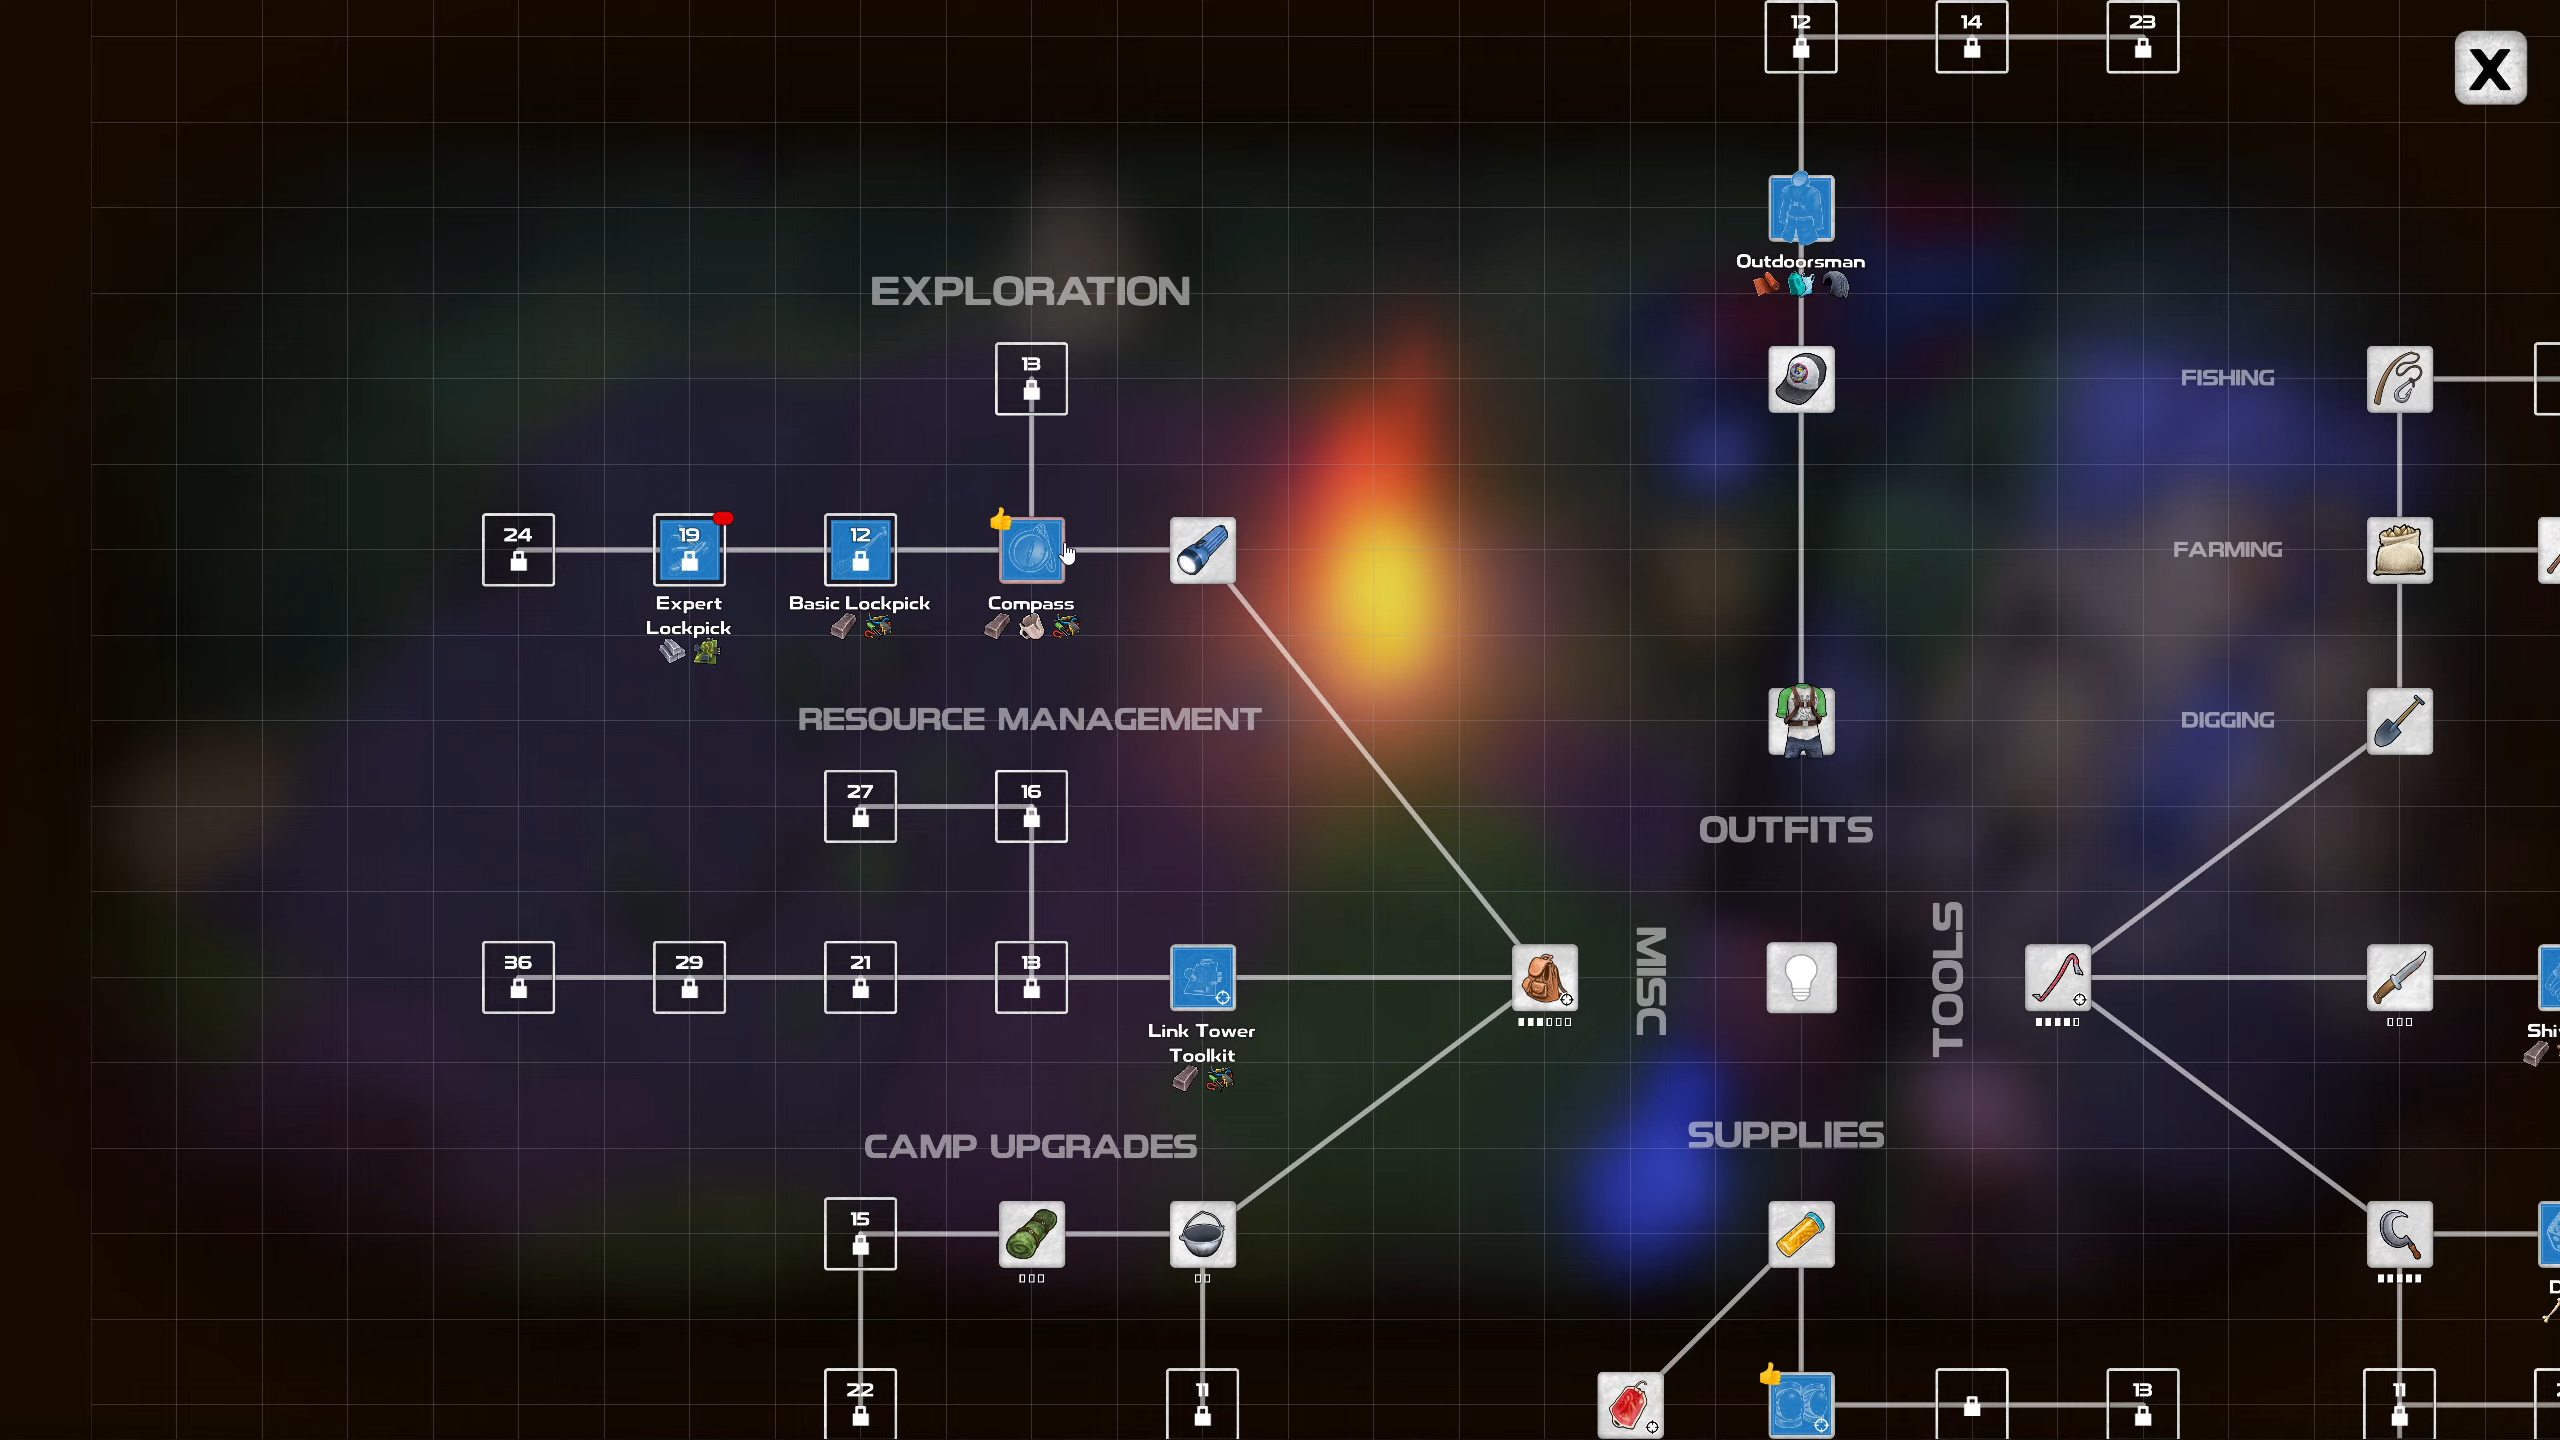 12
14
23
X
Outdoorsman
EXPLORATION
13
FISHING
24
19
12
FARMING
Expert
Lockpick
Basic Lockpick
Compass
RESOURCE MANAGEMENT
DIGGING
27
16
OUTFITS
MISC
TOOLS
36
29
21
13
Link Tower
Toolkit
Shi
CAMP UPGRADES
SUPPLIES
15
D
22
11
13
11